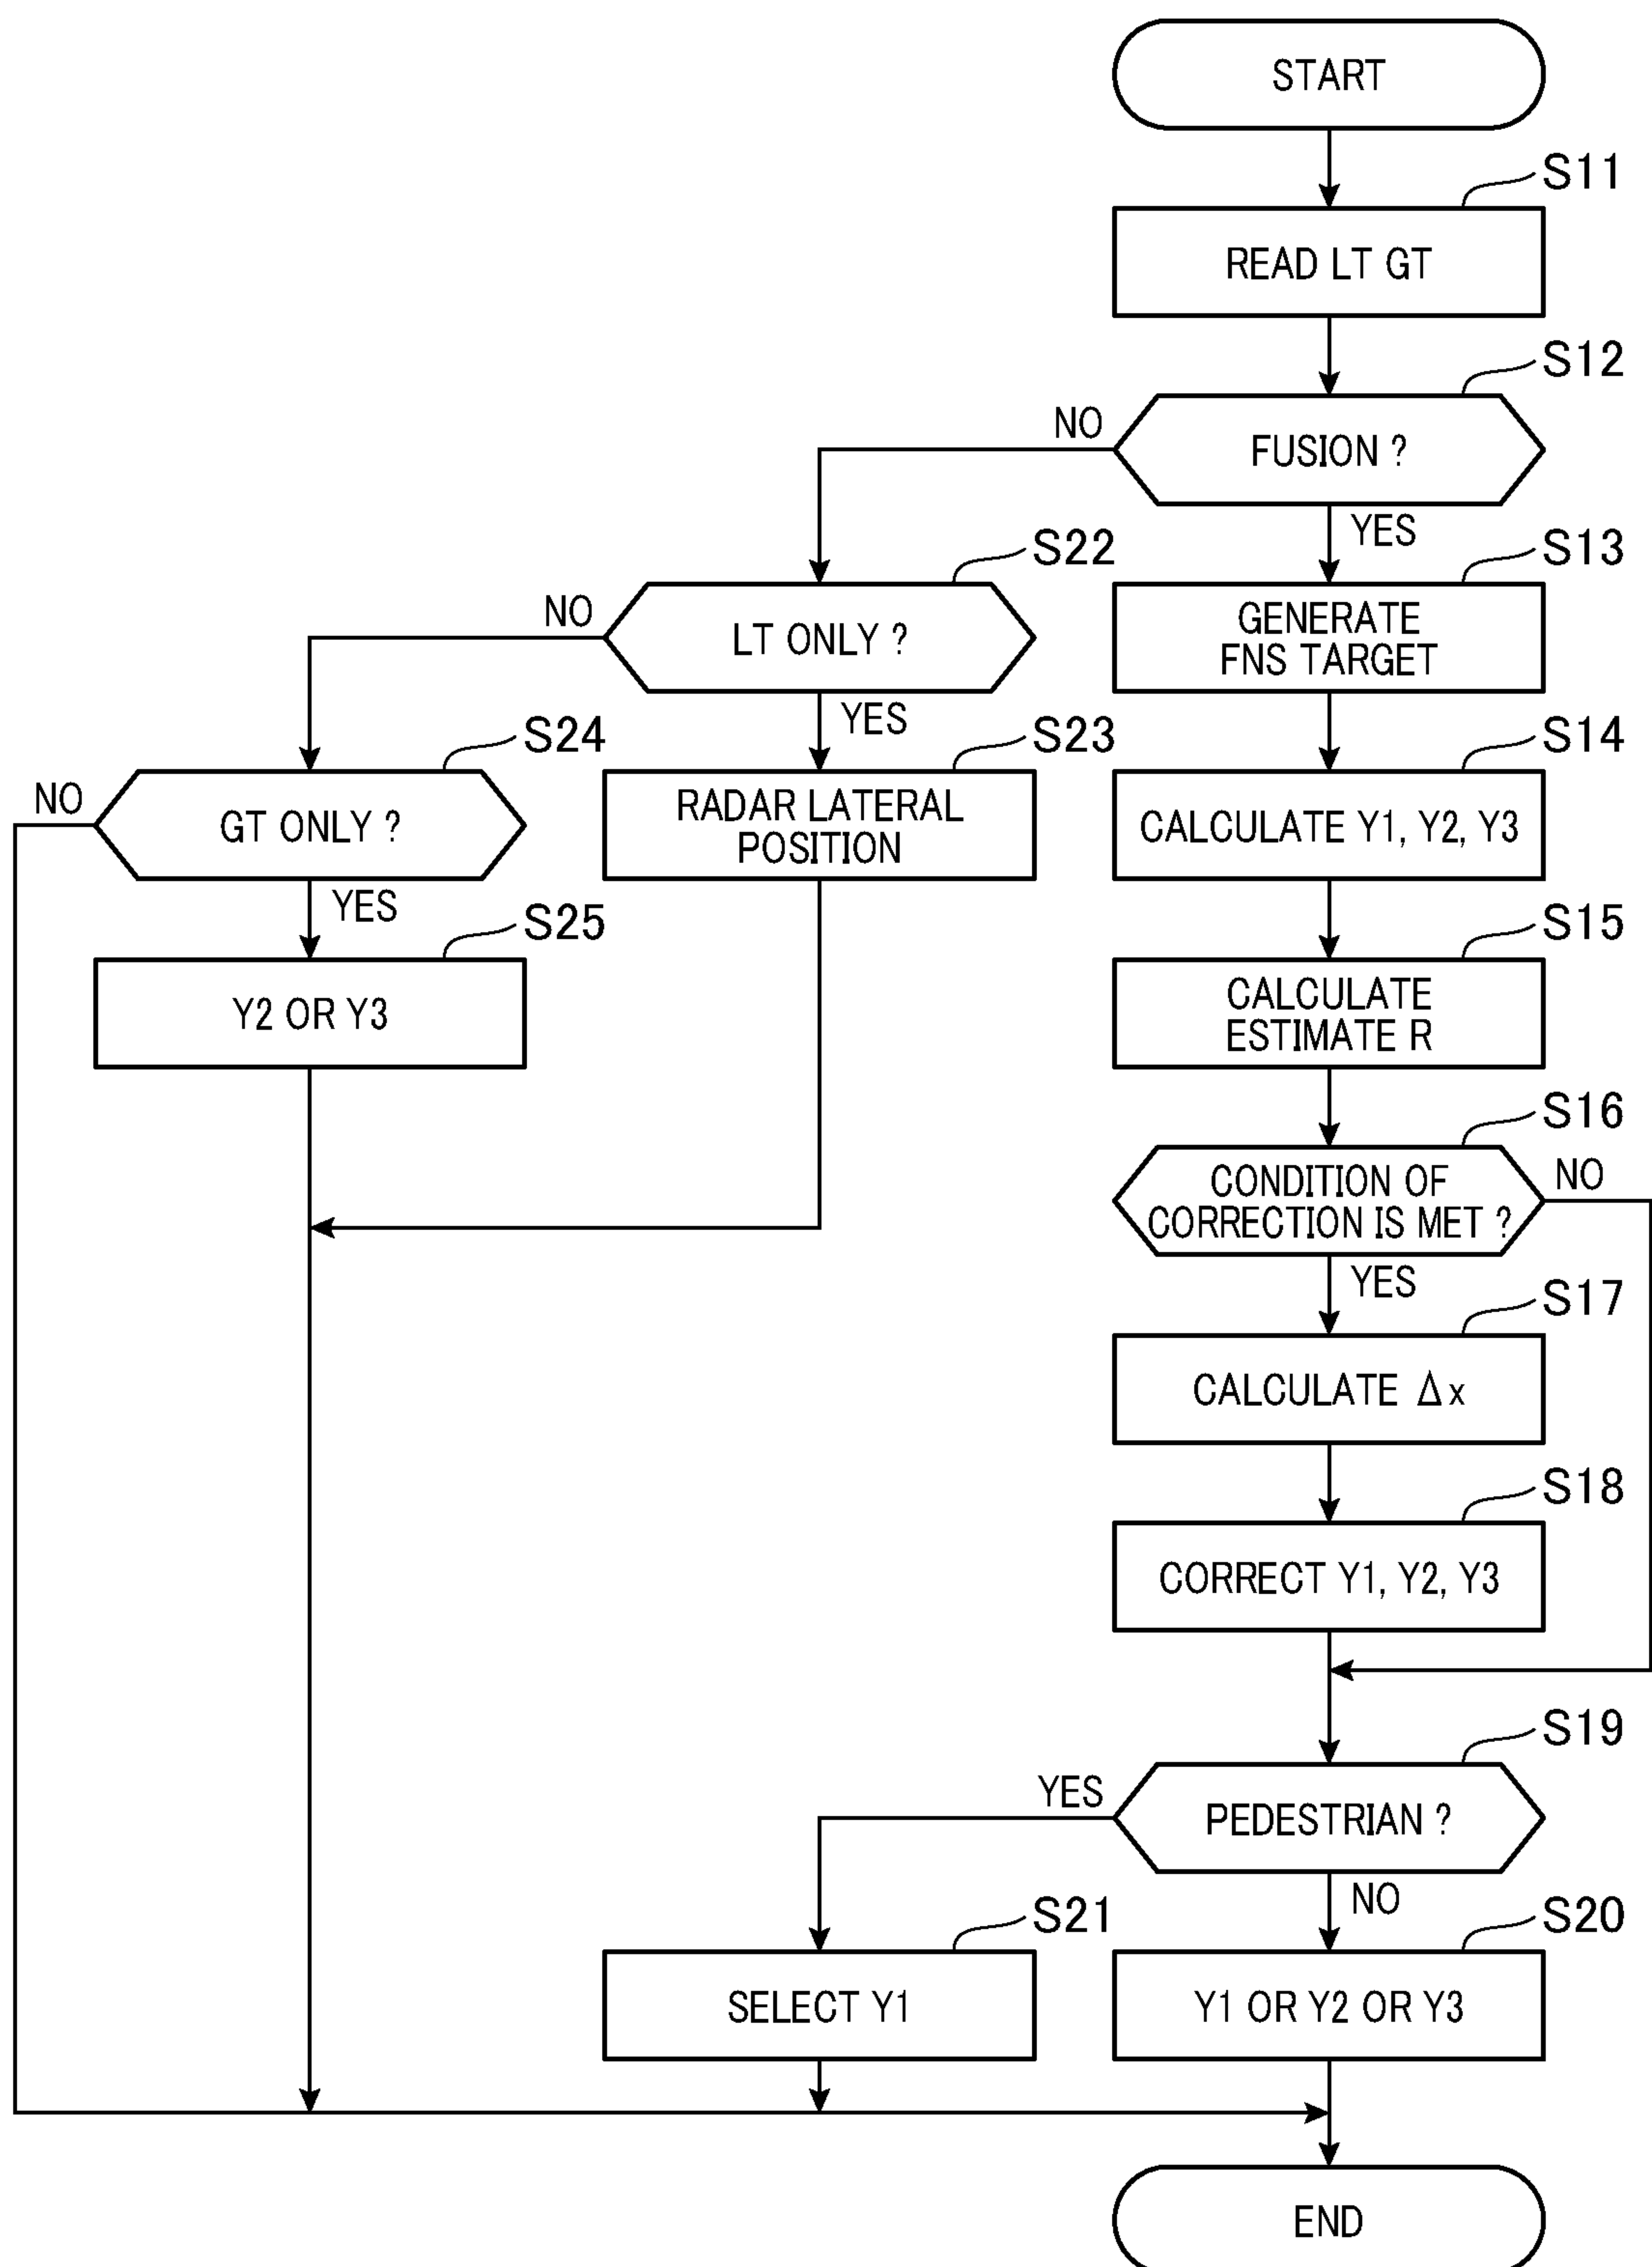 START
S11
READ LT GT
S12
FUSION ?
NO
YES
S13
GENERATE
FNS TARGET
S22
LT ONLY ?
NO
YES
S14
CALCULATE Y1, Y2, Y3
S23
RADAR LATERAL
POSITION
S24
GT ONLY ?
NO
YES
S25
Y2 OR Y3
S15
CALCULATE
ESTIMATE R
S16
CONDITION OF
CORRECTION IS MET ?
NO
YES
S17
CALCULATE Δx
S18
CORRECT Y1, Y2, Y3
S19
PEDESTRIAN ?
YES
NO
S21
SELECT Y1
S20
Y1 OR Y2 OR Y3
END